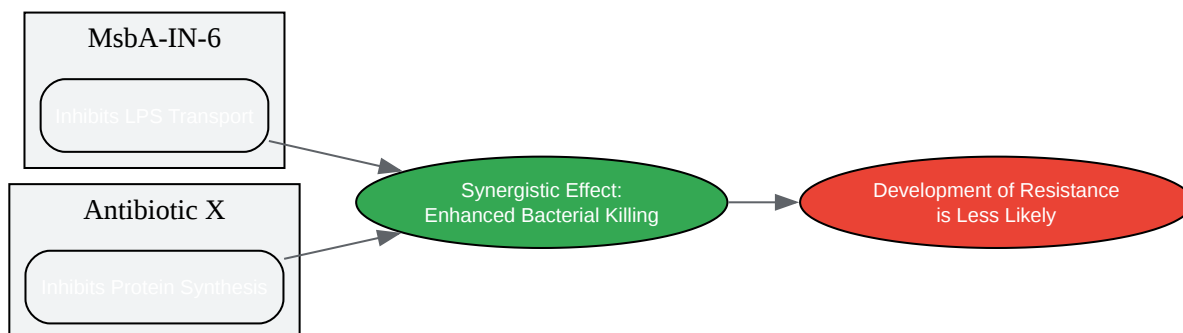 MsbA-IN-6
Inhibits LPS Transport
Antibiotic X
Inhibits Protein Synthesis
Synergistic Effect:
Enhanced Bacterial Killing
Development of Resistance
is Less Likely